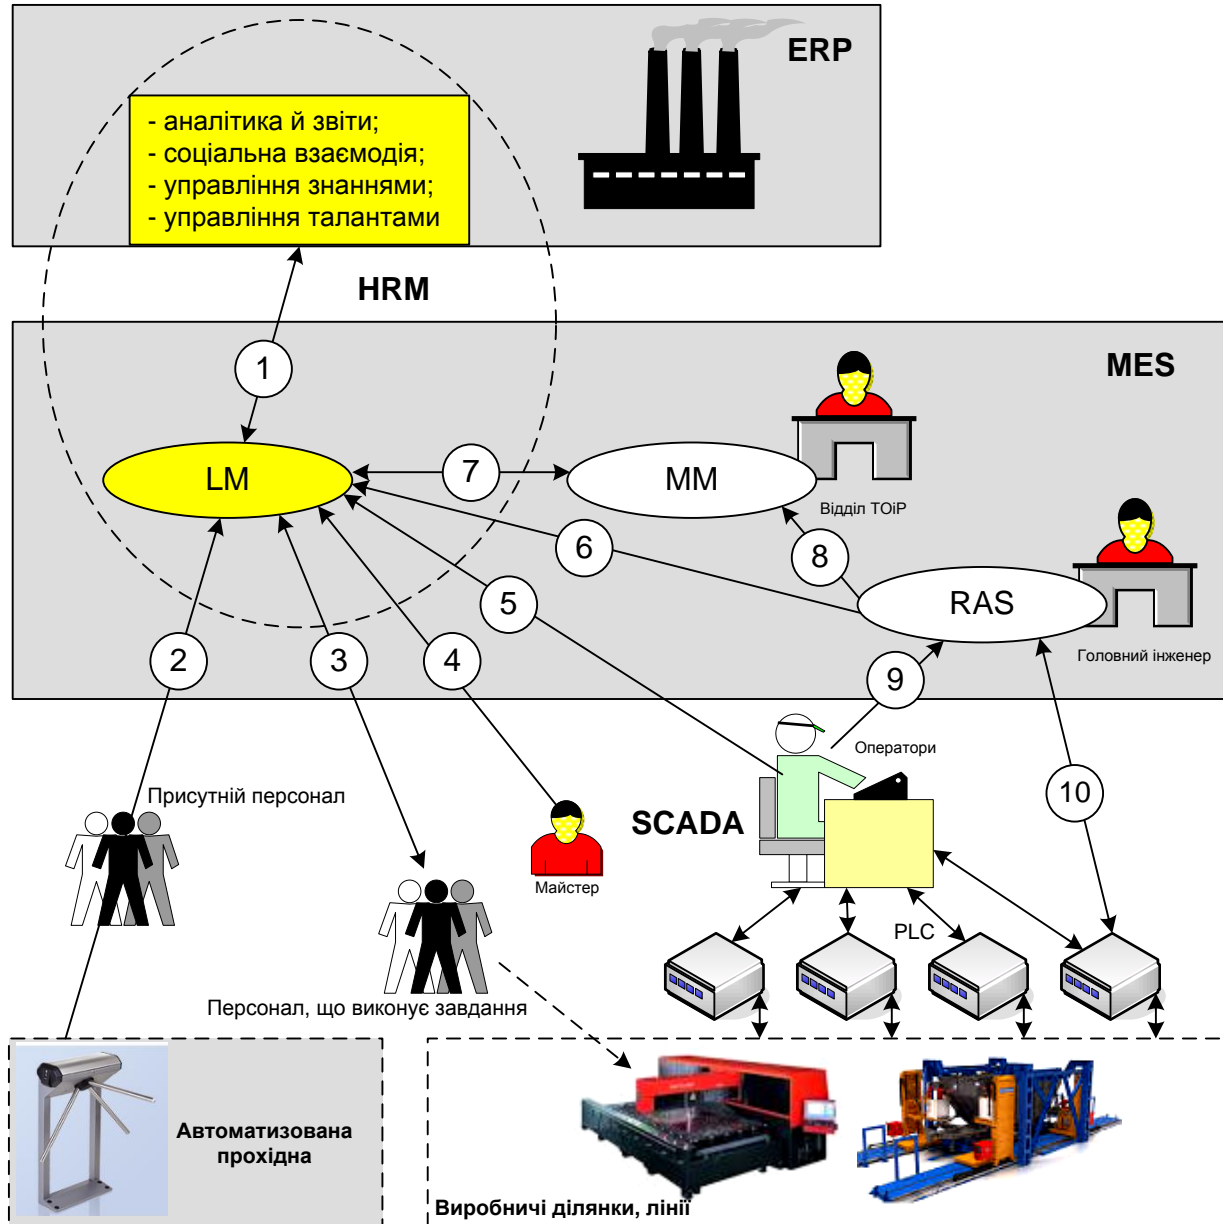 ERP
- аналітика й звіти;
- соціальна взаємодія;
- управління знаннями;
- управління талантами
HRM
MES
1
LM
7
MM
Відділ ТОіР
6
8
5
RAS
2
3
4
9
Головний інженер
Оператори
10
Присутній персонал
SCADA
Майстер
PLC
Персонал, що виконує завдання
Автоматизована
прохідна
Виробничі ділянки, лінії